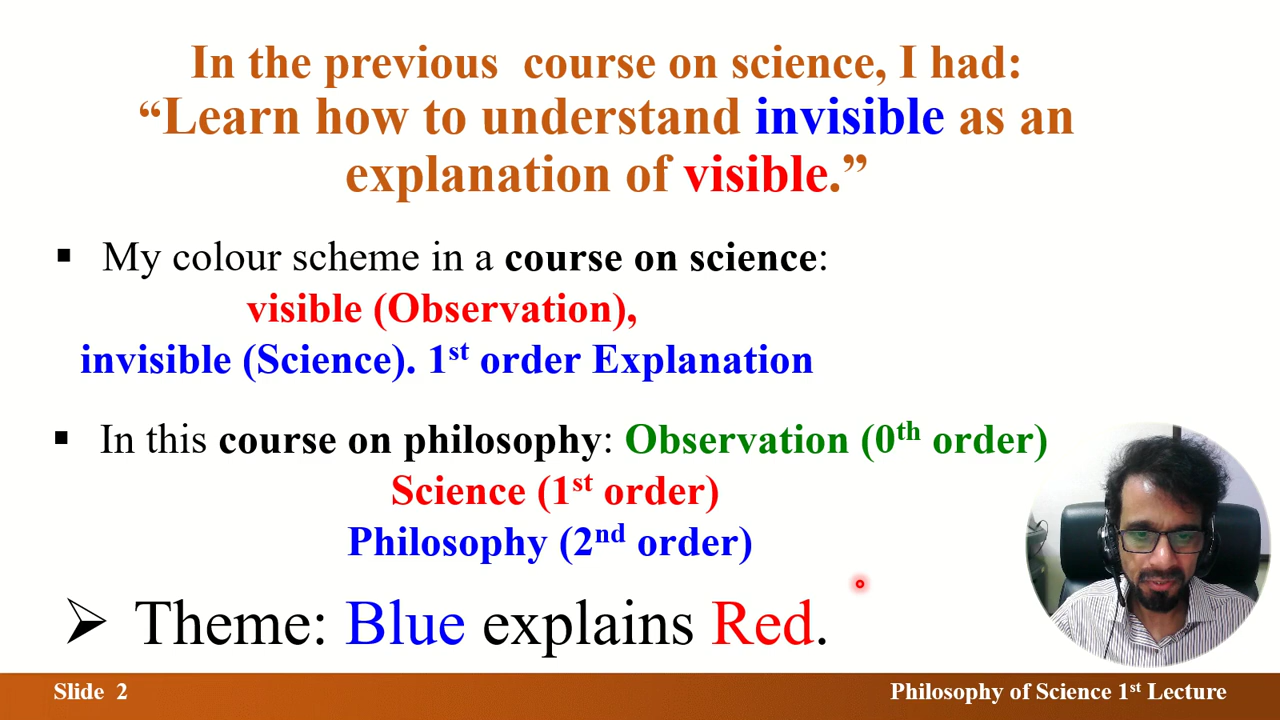 In the previous course on science, I had:
“Learn how to understand invisible as an
explanation of visible.”
▪ My colour scheme in a course on science:
visible (Observation),
invisible (Science). 1st order Explanation
▪ In this course on philosophy: Observation (0th order)
Science (1st order)
Philosophy (2nd order)
➢ Theme: Blue explains Red.
Slide 2
Philosophy of Science 1st Lecture